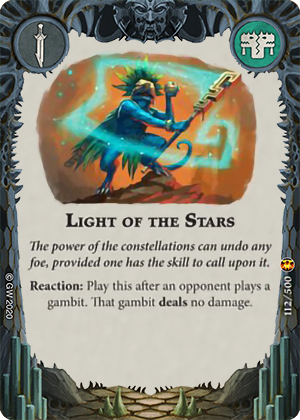 LIGHT OF THE STARS
The power of the constellations can undo any
foe, provided one has the skill to call upon it.
Reaction: Play this after an opponent plays a
gambit. That gambit deals no damage.
© GW 2020
112/500